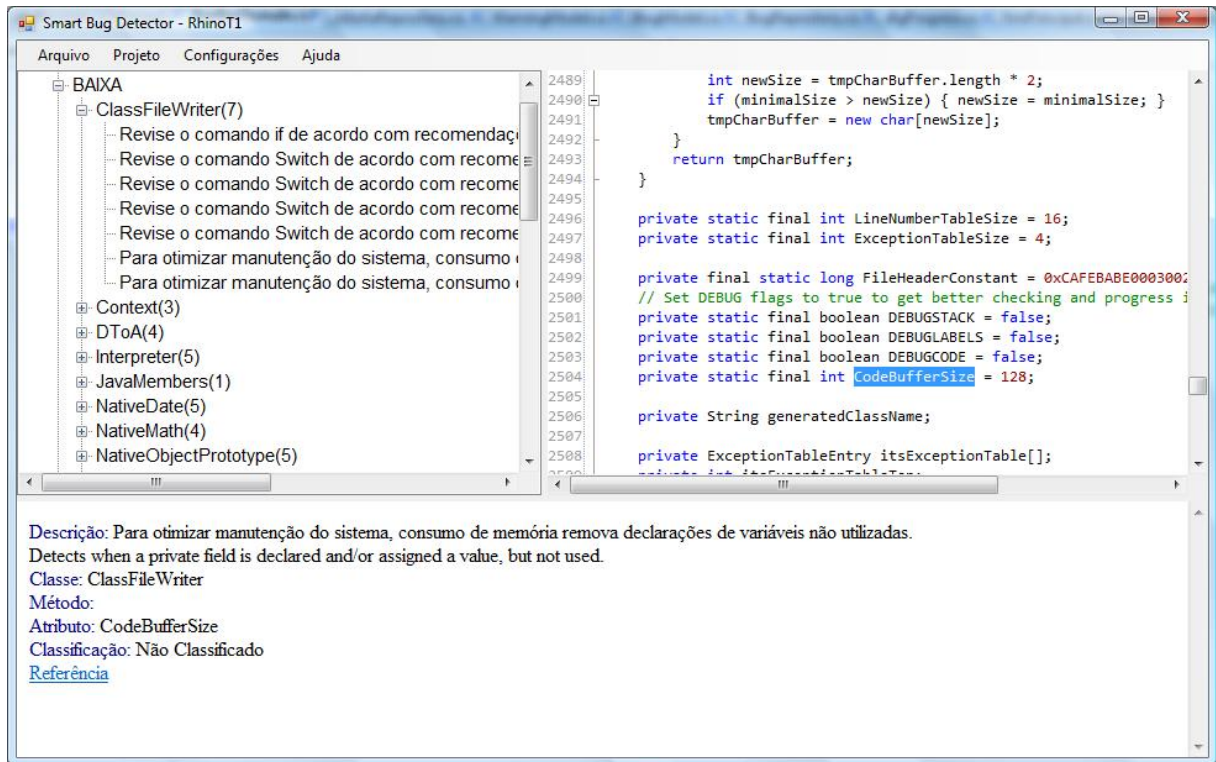 Smart Bug Detector - RhinoT1
Arquivo Projeto Configurações Ajuda
BAIXA
ClassFileWriter(7)
Revise o comando if de acordo com
Revise o comando Switch de acordo com
Revise o comando Switch de acordo com
Revise o comando Switch de acordo com
Revise o comando Switch de acordo com
Para otimizar manutenção do sistema, consumo
Para otimizar manutenção do sistema, consumo
Context(3)
DToA(4)
Interpreter(5)
JavaMembers(1)
NativeDate(5)
NativeMath(4)
NativeObjectPrototype(5)
2489 int newSize = tmpCharBuffer.length * 2;
2490 if (minimalSize > newSize) { newSize = minimalSize; }
2491 tmpCharBuffer = new char[newSize];
2492 }
2493 return tmpCharBuffer;
2494 }
2495
2496 private static final int LineNumberTableSize = 16;
2497 private static final int ExceptionTableSize = 4;
2498
2499 private final static long FileHeaderConstant = 0xCAFEBABE0003002
2500 // Set DEBUG flags to true to get better checking and progress
2501 private static final boolean DEBUGSTACK = false;
2502 private static final boolean DEBUGLABELS = false;
2503 private static final boolean DEBUGCODE = false;
2504 private static final int CodeBufferSize = 128;
2505
2506 private String generatedClassName;
2507
2508 private ExceptionTableEntry itsExceptionTable[];
Descrição: Para otimizar manutenção do sistema, consumo de memória remova declarações de variáveis não utilizadas.
Detects when a private field is declared and/or assigned a value, but not used.
Classe: ClassFileWriter
Método:
Atributo: CodeBufferSize
Classificação: Não Classificado
Referência